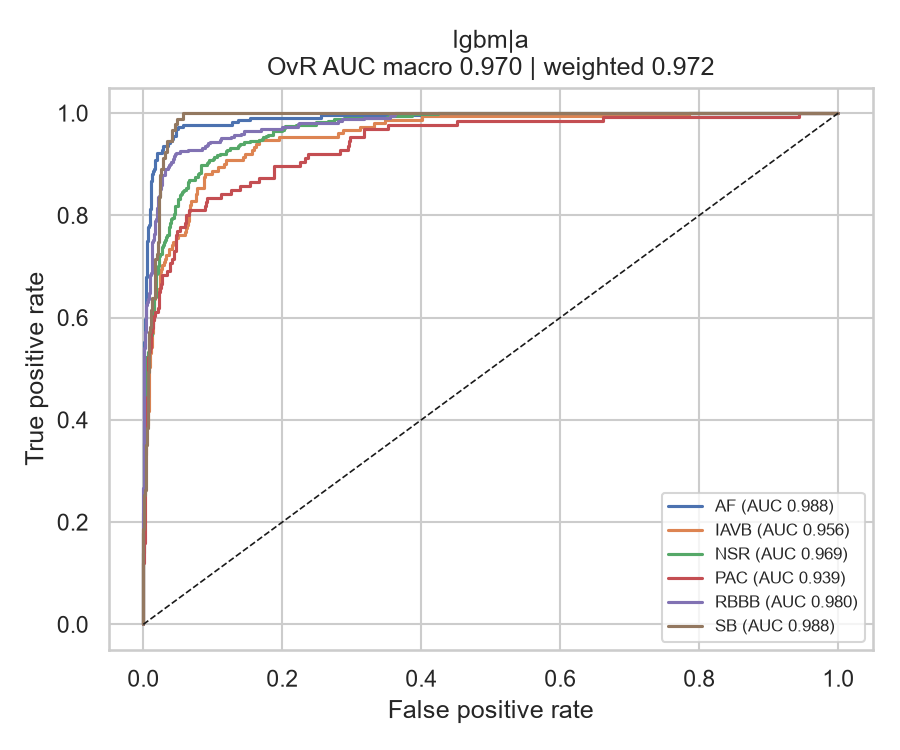 lgbm|a
OvR AUC macro 0.970 | weighted 0.972
True positive rate
1.0
0.8
0.6
0.4
0.2
0.0
0.0 0.2 0.4 0.6 0.8 1.0
False positive rate
AF (AUC 0.988)
IAVB (AUC 0.956)
NSR (AUC 0.969)
PAC (AUC 0.939)
RBBB (AUC 0.980)
SB (AUC 0.988)